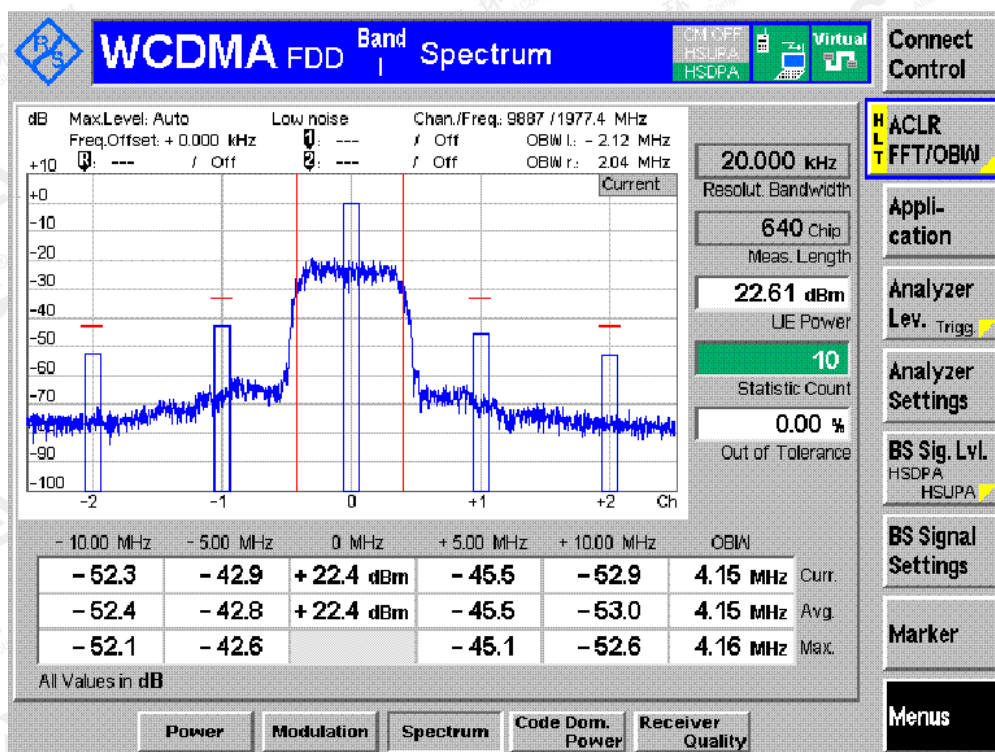 WCDMA FDD Band I Spectrum
CMI OFF
HSUPA
HSDPA
Virtual
Connect Control
dB Max.Level: Auto Low noise Chan./Freq.: 9887 / 1977.4 MHz
Freq.Offset: + 0.000 kHz 1: --- / Off OBW l.: - 2.12 MHz
R: --- / Off 2: --- / Off OBW r.: 2.04 MHz
Current
+10
+0
-10
-20
-30
-40
-50
-60
-70
-90
-100
-2 -1 0 +1 +2 Ch
20.000 kHz
Resolut. Bandwidth
640 Chip
Meas. Length
22.61 dBm
UE Power
10
Statistic Count
0.00 %
Out of Tolerance
- 10.00 MHz - 5.00 MHz 0 MHz + 5.00 MHz + 10.00 MHz OBW
- 52.3 - 42.9 + 22.4 dBm - 45.5 - 52.9 4.15 MHz Curr.
- 52.4 - 42.8 + 22.4 dBm - 45.5 - 53.0 4.15 MHz Avg.
- 52.1 - 42.6 - 45.1 - 52.6 4.16 MHz Max.
All Values in dB
HLT
ACLR
FFT/OBW
Appli-
cation
Analyzer
Lev. Trigg.
Analyzer
Settings
BS Sig. Lvl.
HSDPA
HSUPA
BS Signal
Settings
Marker
Menus
Power
Modulation
Spectrum
Code Dom.
Power
Receiver
Quality